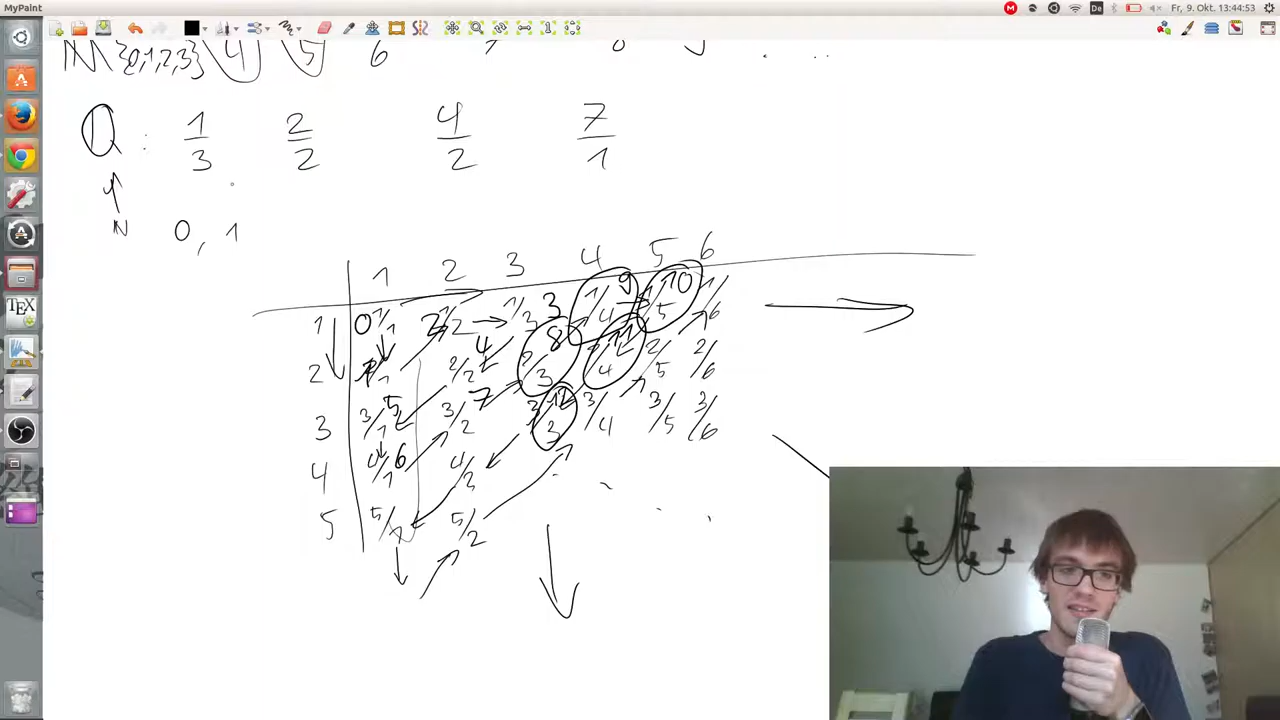 MyPaint
De
Fr, 9. Okt. 13:44:53
N\{0,1,2,3} 4 5 6
Q : 1/3 2/2 4/2 7/1
N 0, 1
1 2 3 4 5 6
1 0 1/1 2 1/2 1/3 3 1/4 9 1/5 10 1/6
2 4 2/2 2/3 8 2/4 11 2/5 2/6
3 3/1 5 3/2 7 3/3 12 3/4 3/5 3/6
4 4/1 6 4/2
5 5/1 5/2
TEX